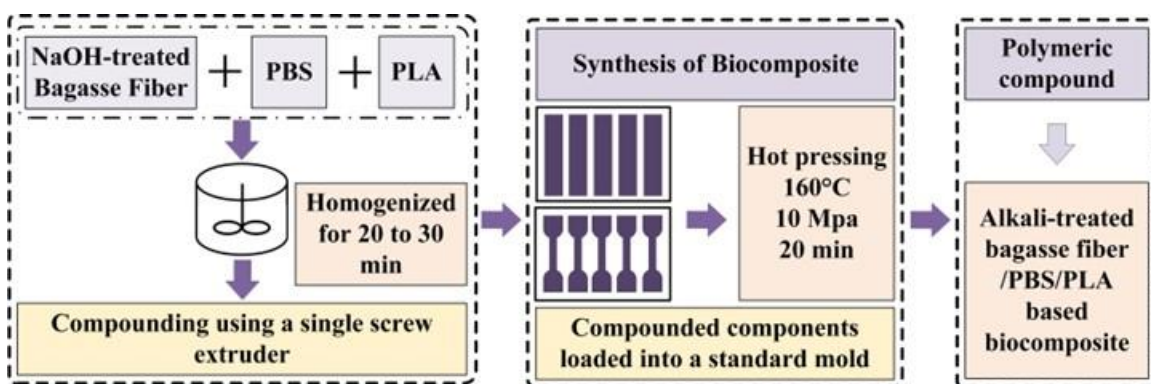 NaOH-treated
Bagasse Fiber + PBS + PLA
Homogenized
for 20 to 30
min
Compounding using a single screw
extruder
Synthesis of Biocomposite
Hot pressing
160°C
10 Mpa
20 min
Compounded components
loaded into a standard mold
Polymeric
compound
Alkali-treated
bagasse fiber
/PBS/PLA
based
biocomposite